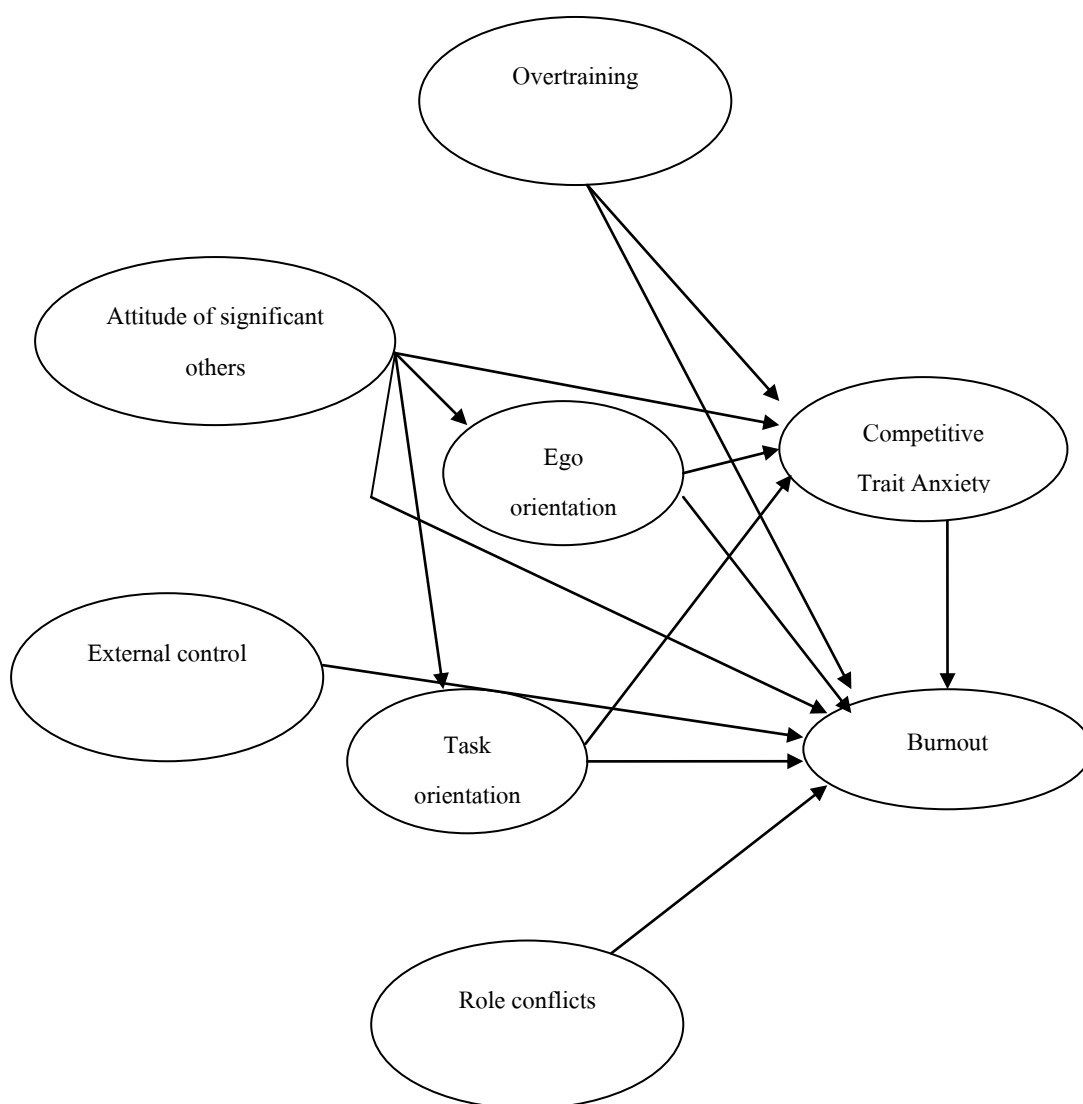 Overtraining
Attitude of significant
others
Ego
orientation
Competitive
Trait Anxiety
External control
Task
orientation
Burnout
Role conflicts